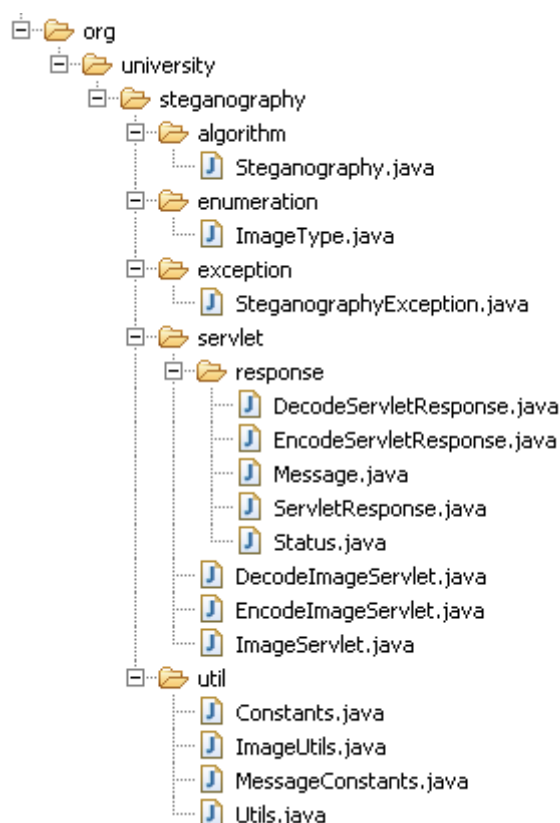 org
university
steganography
algorithm
Steganography.java
enumeration
ImageType.java
exception
SteganographyException.java
servlet
response
DecodeServletResponse.java
EncodeServletResponse.java
Message.java
ServletResponse.java
Status.java
DecodeImageServlet.java
EncodeImageServlet.java
ImageServlet.java
util
Constants.java
ImageUtils.java
MessageConstants.java
Utils.java